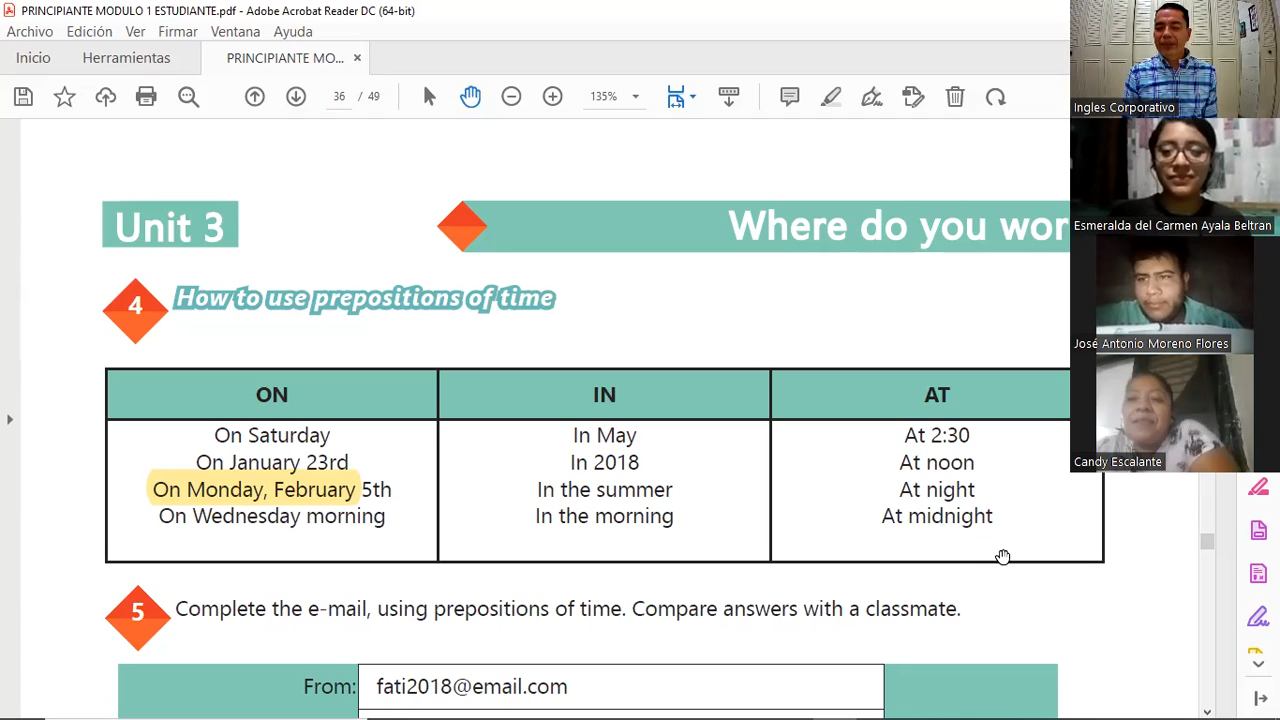 PRINCIPIANTE MODULO 1 ESTUDIANTE.pdf - Adobe Acrobat Reader DC (64-bit)
Archivo Edición Ver Firmar Ventana Ayuda
Inicio Herramientas PRINCIPIANTE MO... ×
36 / 49 135%
Ingles Corporativo
Esmeralda del Carmen Ayala Beltran
José Antonio Moreno Flores
Candy Escalante
Unit 3 Where do you wor
4 How to use prepositions of time
ON IN AT
On Saturday In May At 2:30
On January 23rd In 2018 At noon
On Monday, February 5th In the summer At night
On Wednesday morning In the morning At midnight
5 Complete the e-mail, using prepositions of time. Compare answers with a classmate.
From: fati2018@email.com